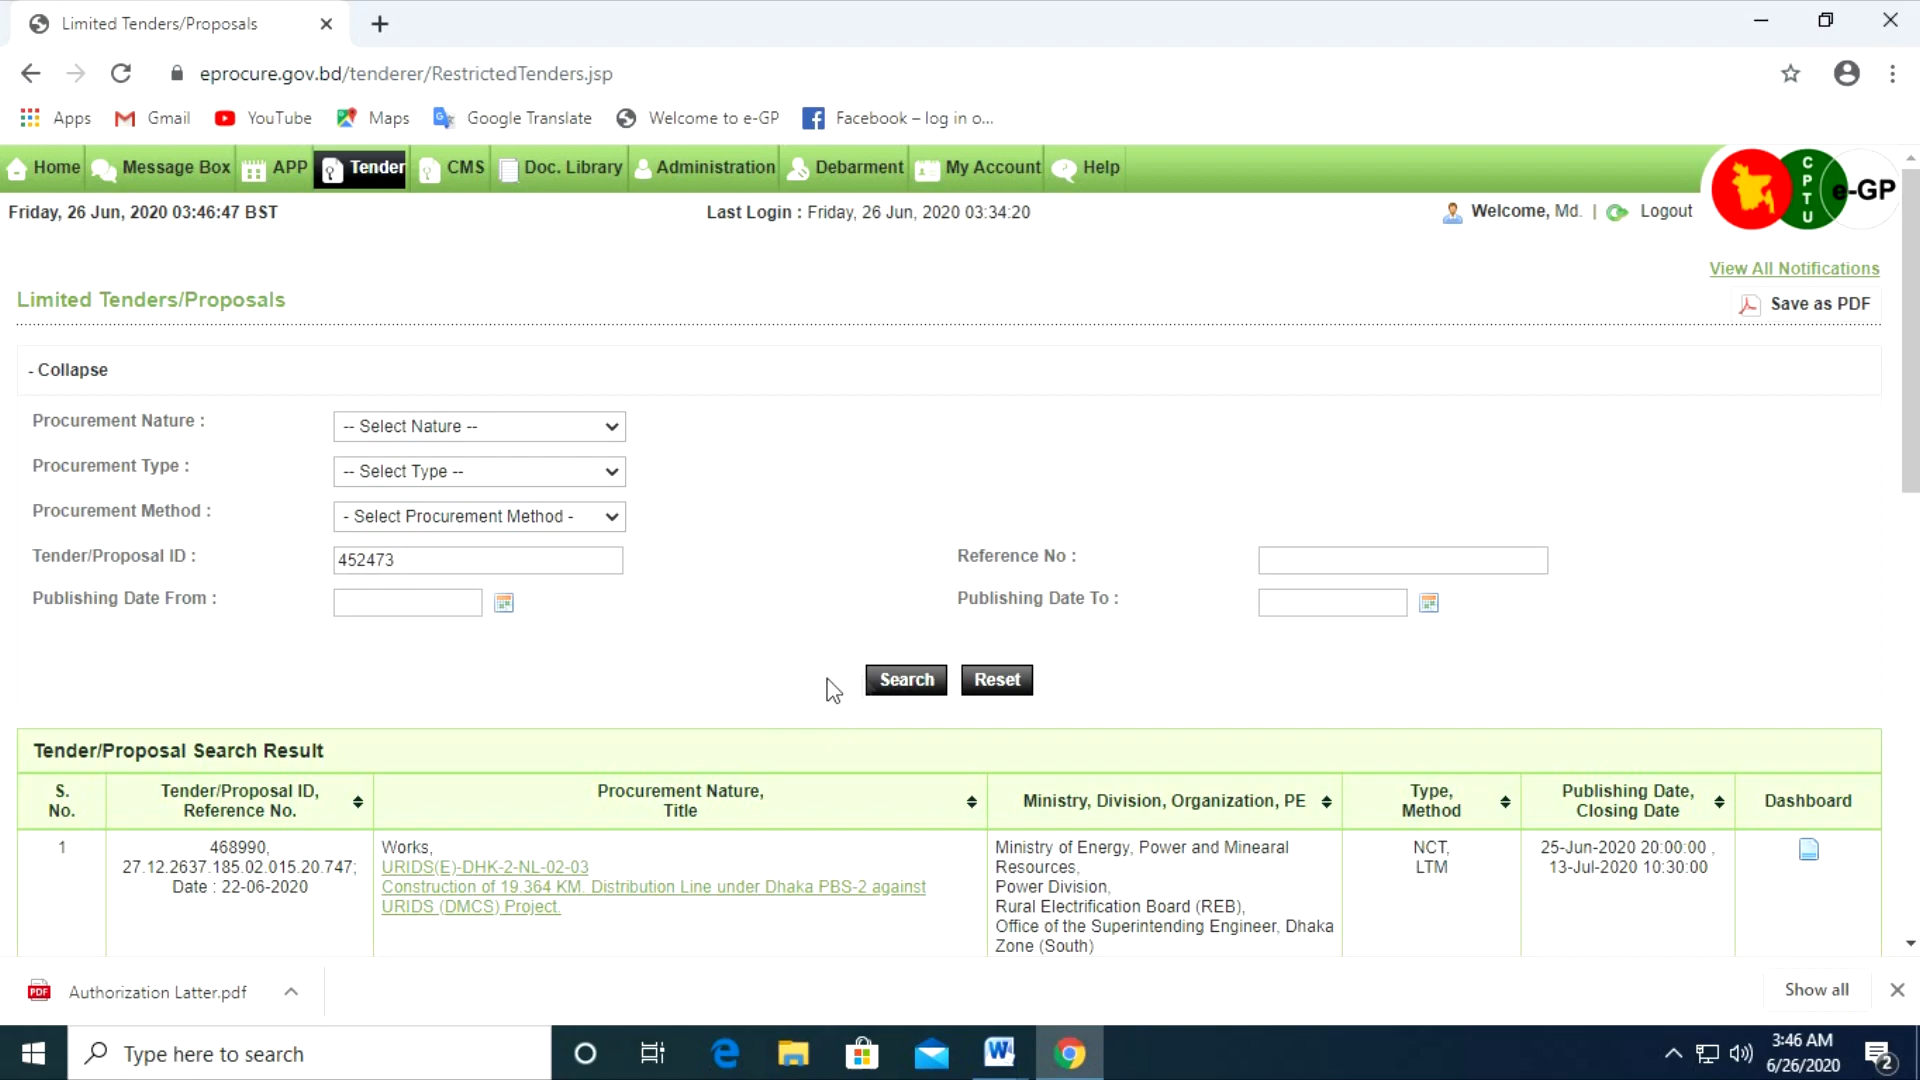 Limited Tenders/Proposals
eprocure.gov.bd/tenderer/RestrictedTenders.jsp
Apps Gmail YouTube Maps Google Translate Welcome to e-GP Facebook – log in o...
Home Message Box APP Tender CMS Doc. Library Administration Debarment My Account Help
CPTU
e-GP
Friday, 26 Jun, 2020 03:46:47 BST Last Login : Friday, 26 Jun, 2020 03:34:20 Welcome, Md. | Logout
View All Notifications
Limited Tenders/Proposals
Save as PDF
- Collapse
Procurement Nature : -- Select Nature --
Procurement Type : -- Select Type --
Procurement Method : - Select Procurement Method -
Tender/Proposal ID : 452473 Reference No :
Publishing Date From : Publishing Date To :
Search Reset
Tender/Proposal Search Result
S. No. Tender/Proposal ID, Reference No. Procurement Nature, Title Ministry, Division, Organization, PE Type, Method Publishing Date, Closing Date Dashboard
1 468990, Works, Ministry of Energy, Power and Minearal NCT, 25-Jun-2020 20:00:00 ,
27.12.2637.185.02.015.20.747; URIDS(E)-DHK-2-NL-02-03 Resources, LTM 13-Jul-2020 10:30:00
Date : 22-06-2020 Construction of 19.364 KM. Distribution Line under Dhaka PBS-2 against Power Division,
URIDS (DMCS) Project. Rural Electrification Board (REB),
Office of the Superintending Engineer, Dhaka
Zone (South)
PDF Authorization Latter.pdf Show all
Type here to search
3:46 AM
6/26/2020
2